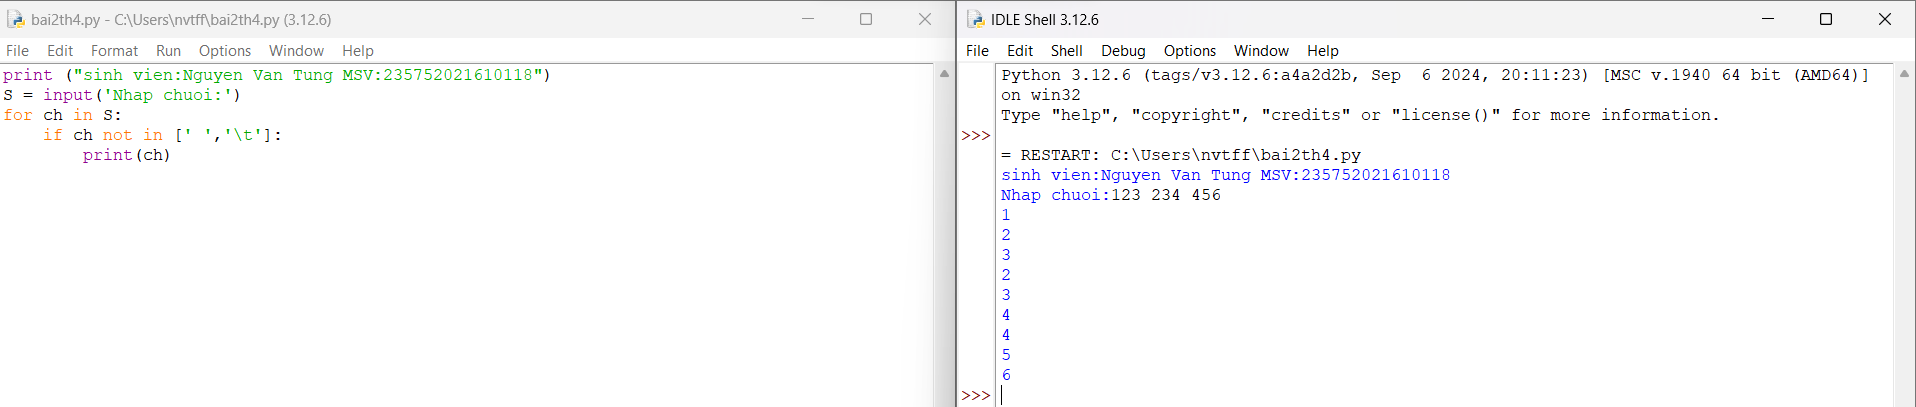 bai2th4.py - C:\Users\nvtff\bai2th4.py (3.12.6)
File Edit Format Run Options Window Help
print ("sinh vien:Nguyen Van Tung MSV:235752021610118")
S = input('Nhap chuoi:')
for ch in S:
    if ch not in [' ','\t']:
        print(ch)
IDLE Shell 3.12.6
File Edit Shell Debug Options Window Help
Python 3.12.6 (tags/v3.12.6:a4a2d2b, Sep  6 2024, 20:11:23) [MSC v.1940 64 bit (AMD64)]
on win32
Type "help", "copyright", "credits" or "license()" for more information.
>>>
= RESTART: C:\Users\nvtff\bai2th4.py
sinh vien:Nguyen Van Tung MSV:235752021610118
Nhap chuoi:123 234 456
1
2
3
2
3
4
4
5
6
>>>